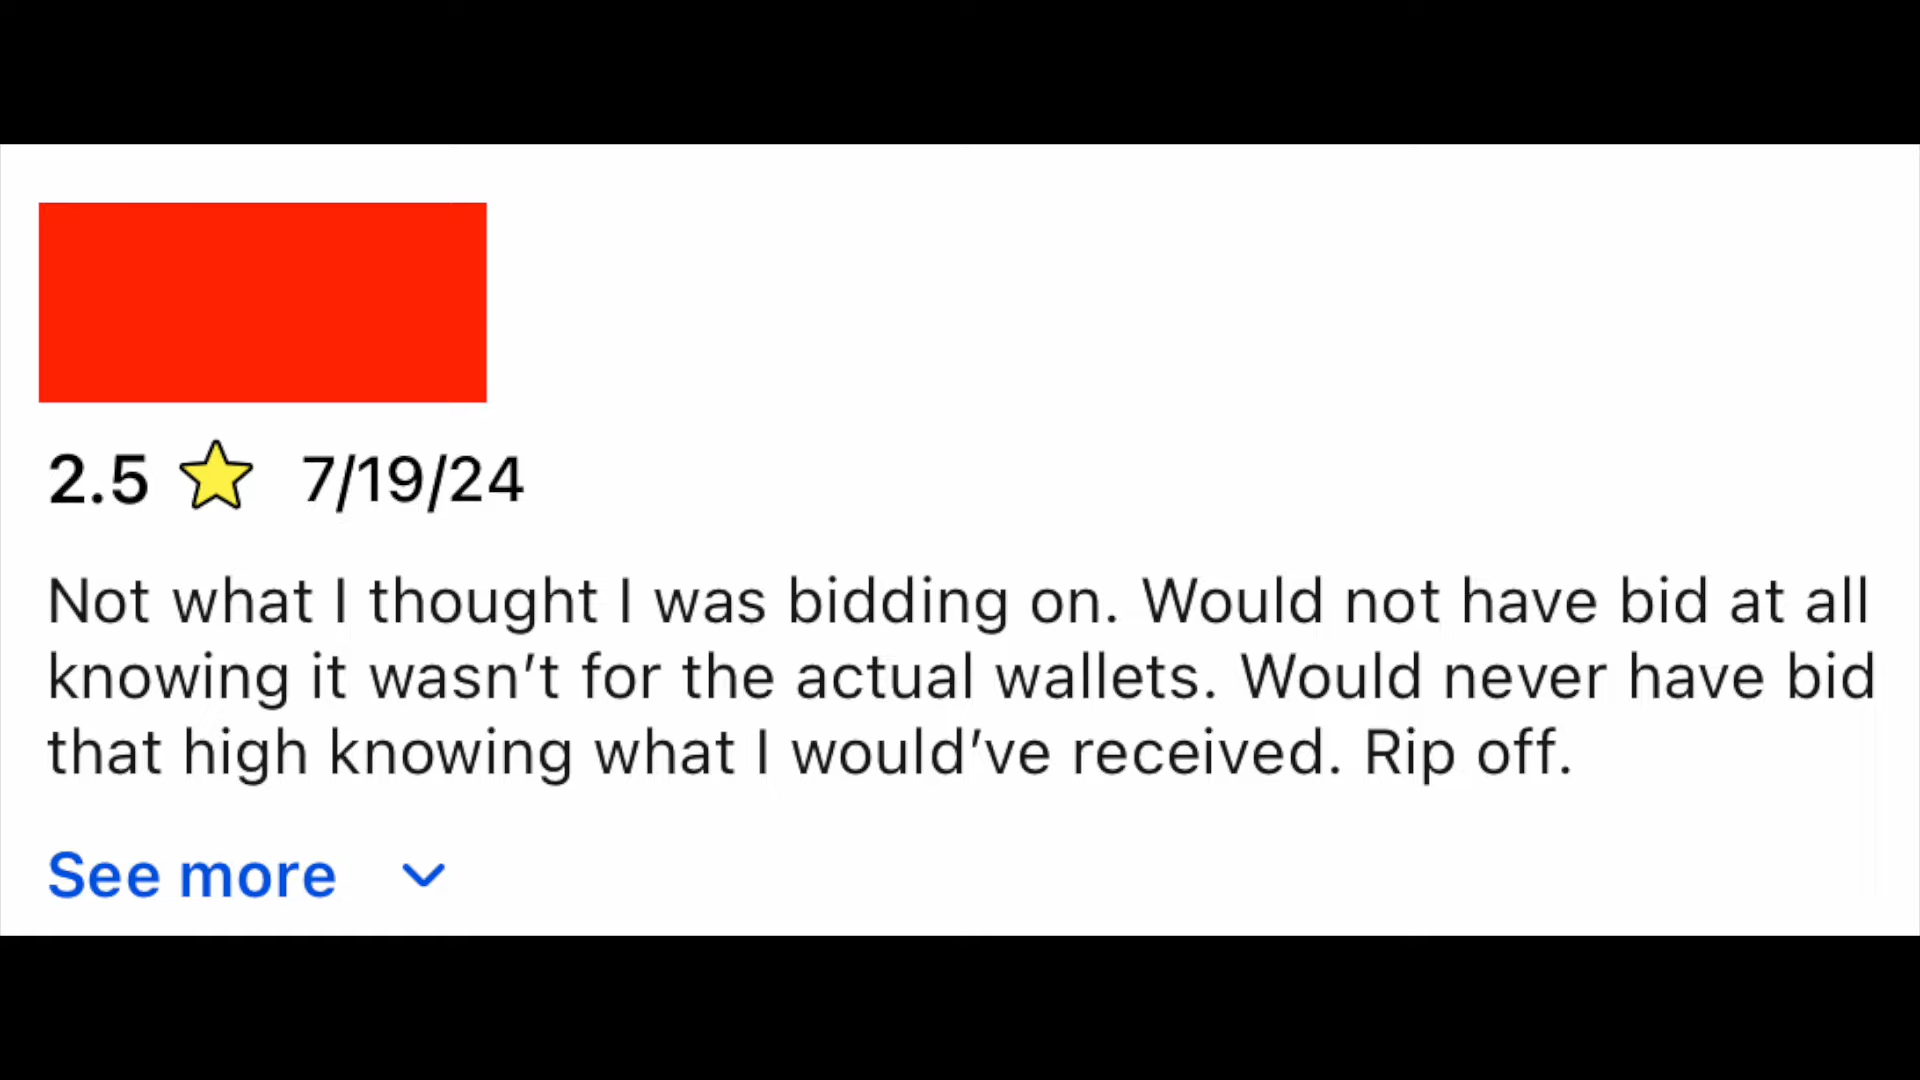 2.5 7/19/24
Not what I thought I was bidding on. Would not have bid at all
knowing it wasn’t for the actual wallets. Would never have bid
that high knowing what I would’ve received. Rip off.
See more